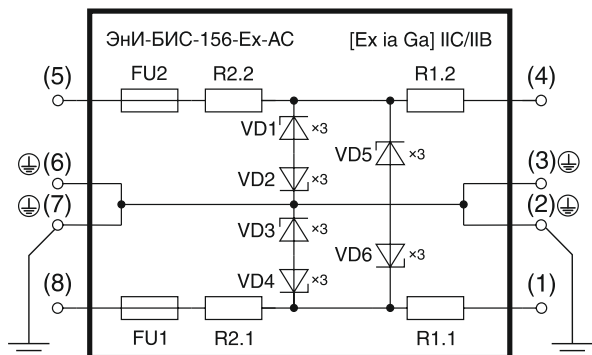 ЭнИ-БИС-156-Ex-AC [Ex ia Ga] IIC/IIB
(5) FU2 R2.2 R1.2 (4)
VD1 ×3
VD5 ×3
(6) VD2 ×3 (3)
(7) VD3 ×3 (2)
VD6 ×3
VD4 ×3
(8) (1)
FU1 R2.1 R1.1